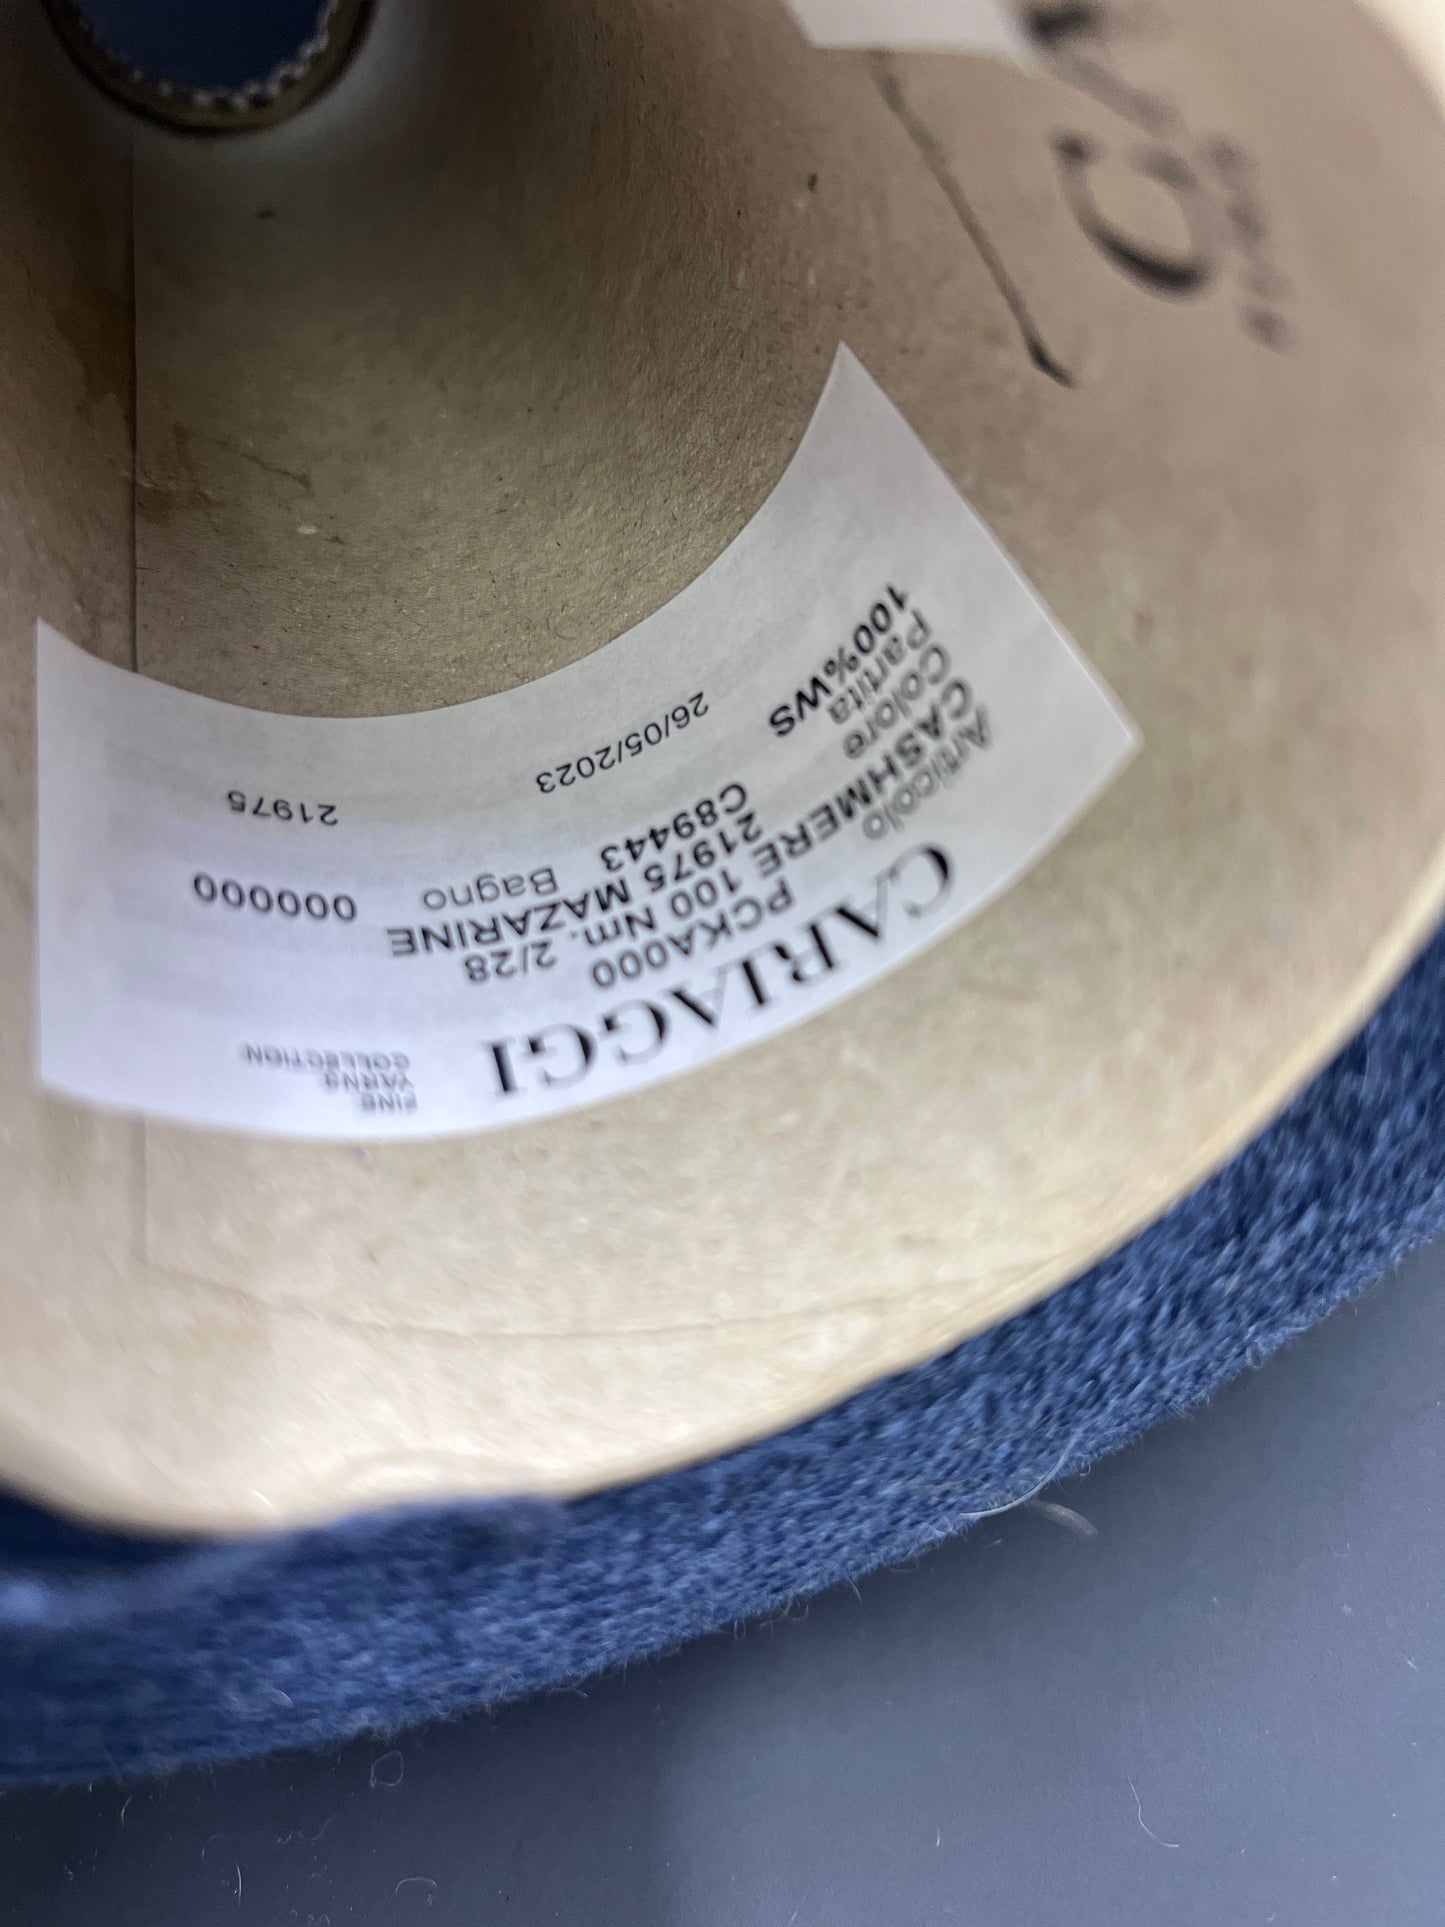 CARIAGGI
FINE
YARNS
COLLECTION
Articolo PCKA000
CASHMERE 100 Nm. 2/28
Colore 21975 MAZARINE
Partita C89443 Bagno 000000
100%WS 26/05/2023 21975